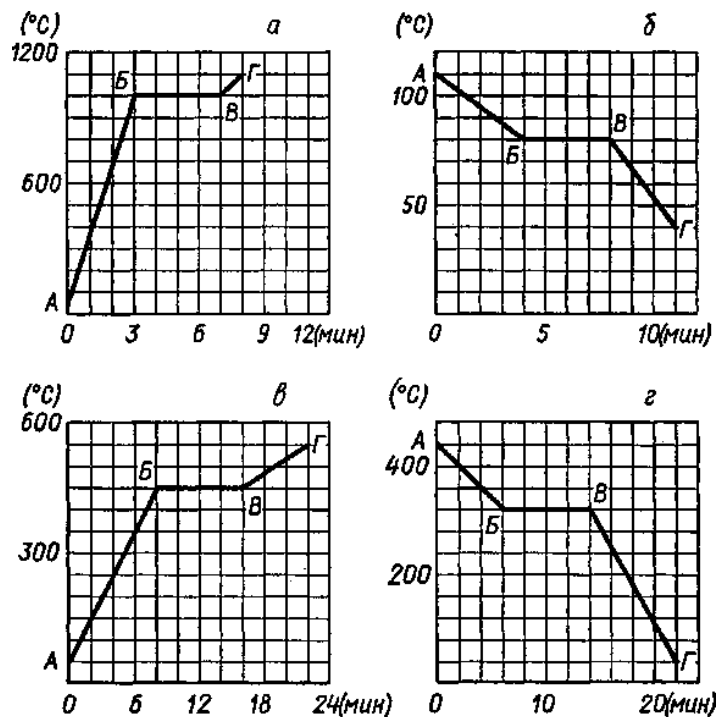 (°С) а
1200
Б
Г
В
600
А
0 3 6 9 12(мин)
(°С) б
А
100
В
Б
50
Г
0 5 10(мин)
(°С) в
600
Г
Б
В
300
А
0 6 12 18 24(мин)
(°С) г
А
400
В
Б
200
Г
0 10 20(мин)